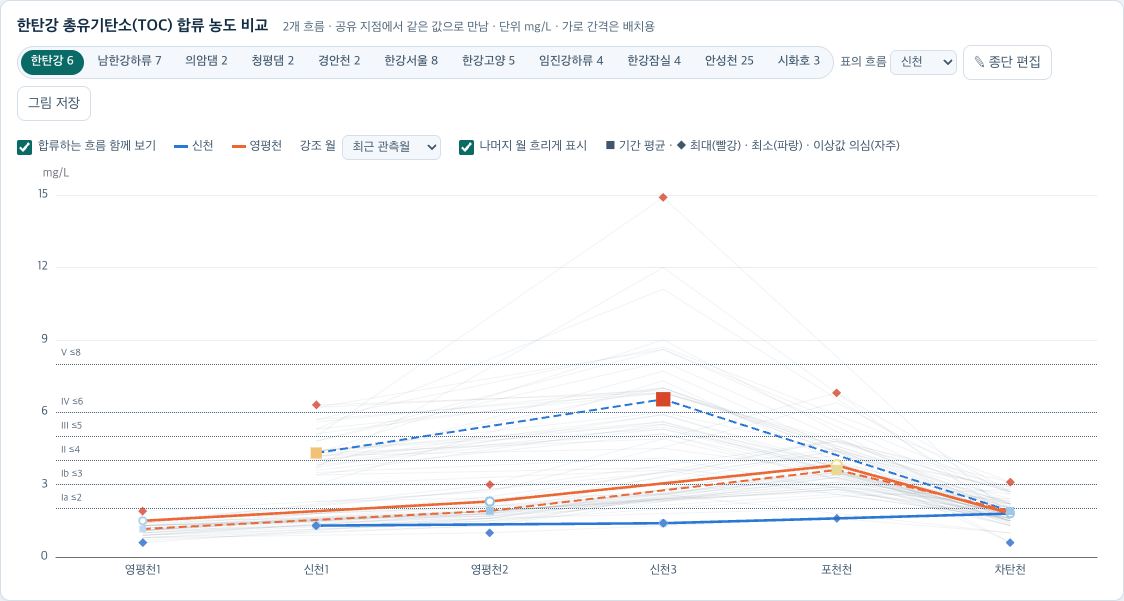 한탄강 총유기탄소(TOC) 합류 농도 비교 2개 흐름 · 공유 지점에서 같은 값으로 만남 · 단위 mg/L · 가로 간격은 배치용
한탄강 6 남한강하류 7 의암댐 2 청평댐 2 경안천 2 한강서울 8 한강고양 5 임진강하류 4 한강잠실 4 안성천 25 시화호 3 표의 흐름 신천 ✎ 종단 편집
그림 저장
합류하는 흐름 함께 보기 신천 영평천 강조 월 최근 관측월 나머지 월 흐리게 표시 ■ 기간 평균 · ◆ 최대(빨강) · 최소(파랑) · 이상값 의심(자주)
mg/L
15
12
9
V ≤8
IV ≤6
6
III ≤5
II ≤4
Ib ≤3
3
Ia ≤2
0
영평천1 신천1 영평천2 신천3 포천천 차탄천